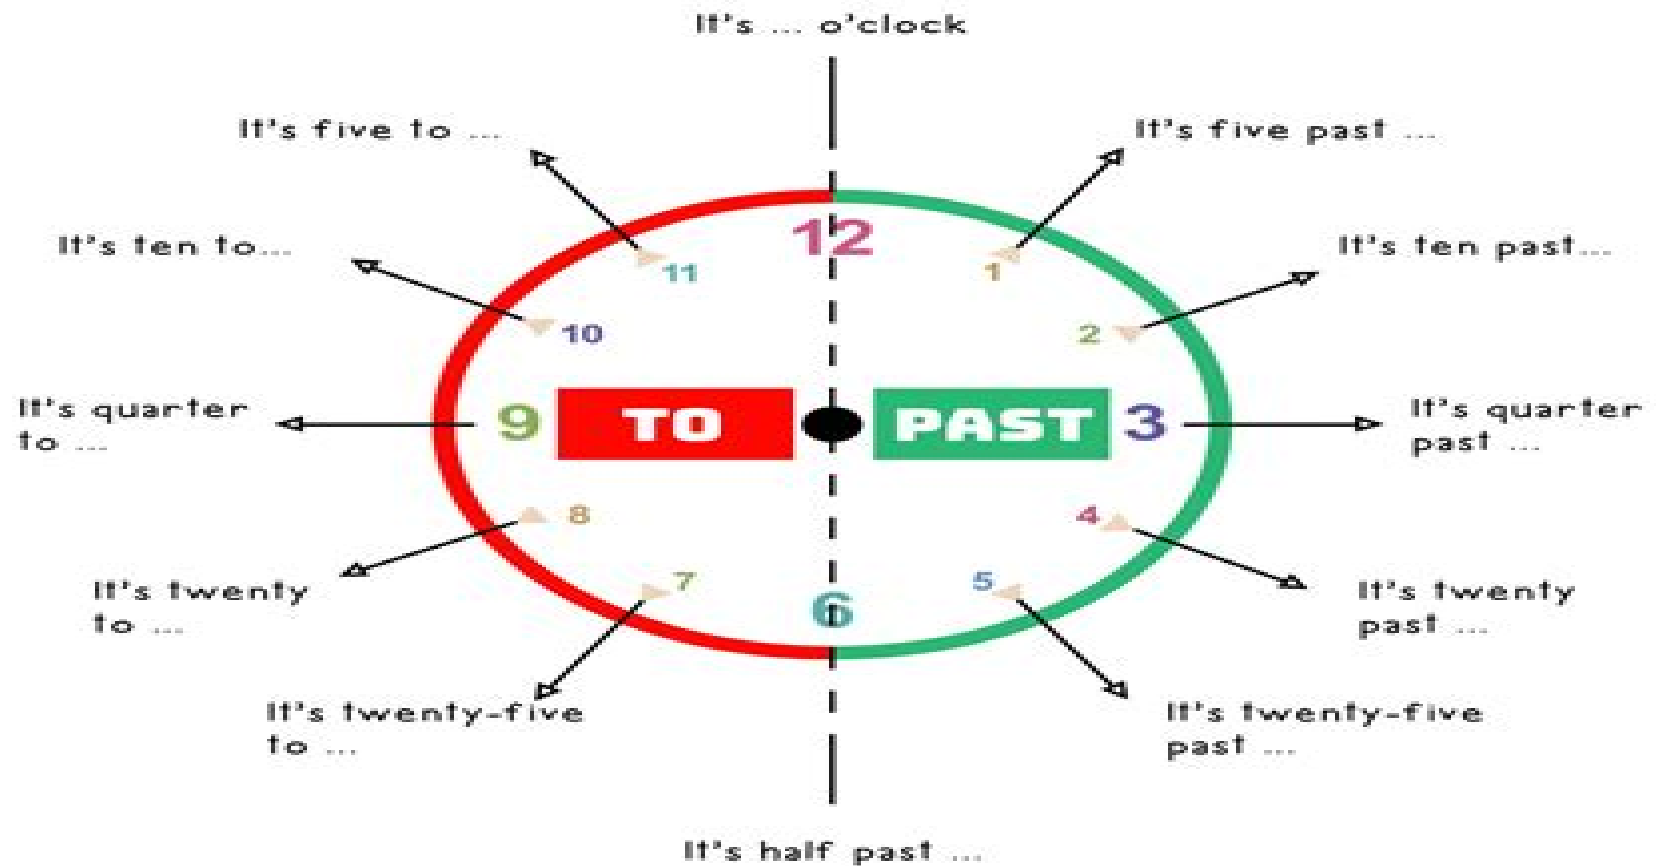 It's ... o'clock
It's five to ...
It's five past ...
It's ten to...
It's ten past...
12
11
1
10
2
It's quarter
to ...
9
TO
PAST
3
It's quarter
past ...
8
4
It's twenty
to ...
7
5
6
It's twenty
past ...
It's twenty-five
to ...
It's twenty-five
past ...
It's half past ...